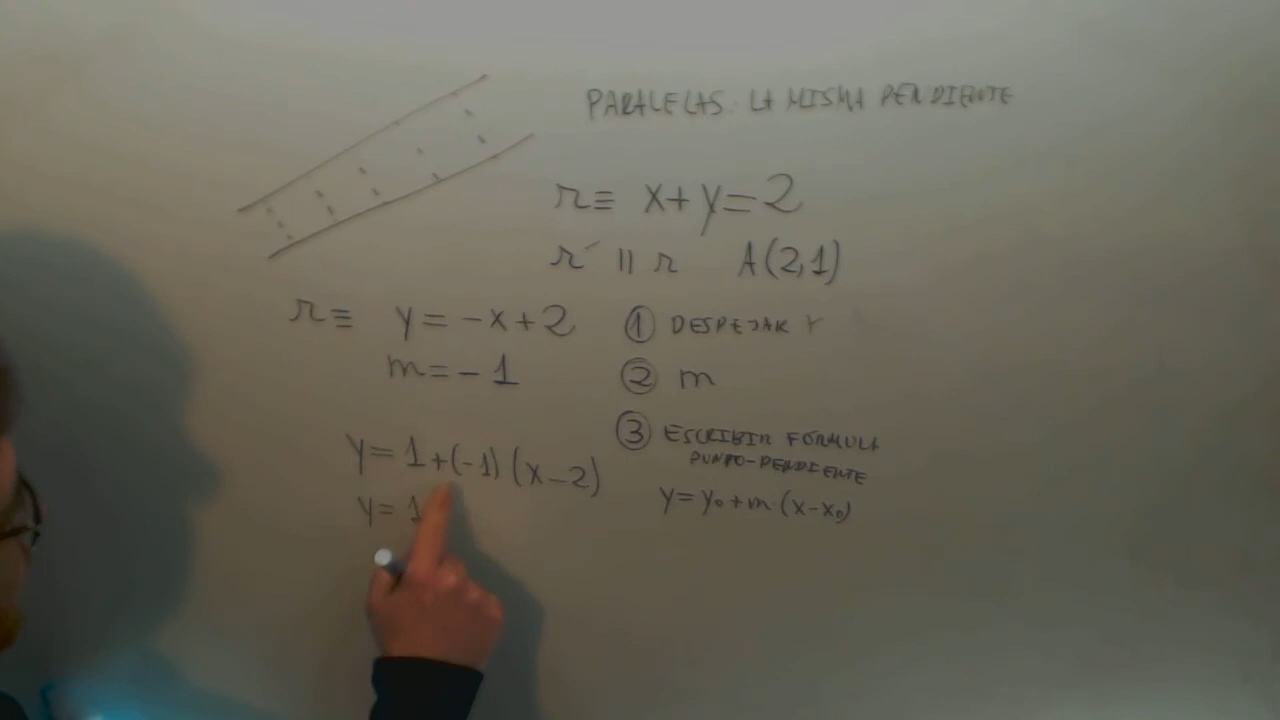 PARALELAS: LA MISMA PENDIENTE
r ≡ x+y=2
r´ || r A(2,1)
r ≡ y=-x+2
m=-1
① DESPEJAR Y
② m
③ ESCRIBIR FÓRMULA
PUNTO-PENDIENTE
y=y₀+m(x-x₀)
y=1+(-1)(x-2)
y=1